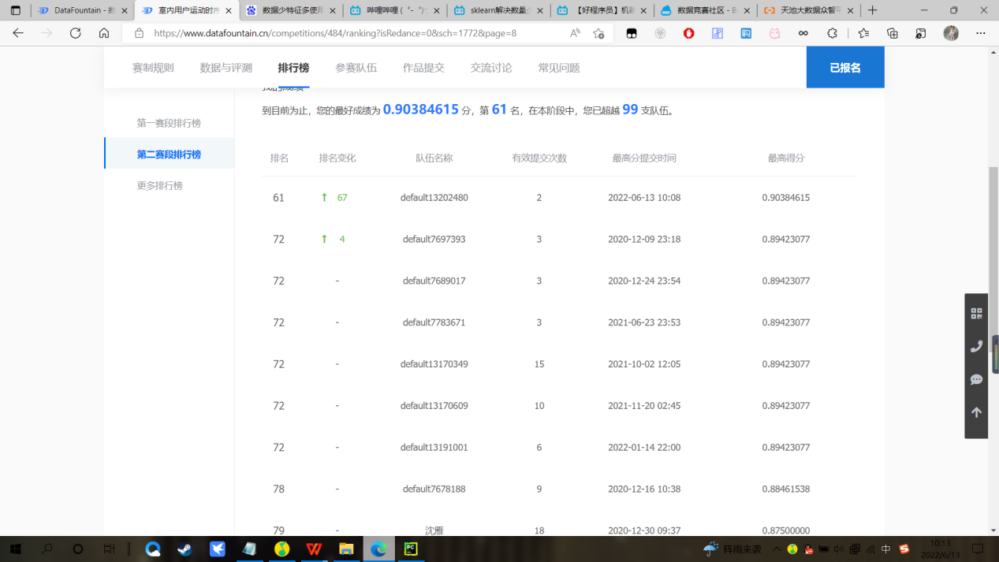 DataFountain - 数
室内用户运动时序
数据少特征多使用
哔哩哔哩 ( ゜- ゜)つ
sklearn解决数量少
【好程序员】机器
数据竞赛社区 - B
天池大数据众智平
https://www.datafountain.cn/competitions/484/ranking?isRedance=0&sch=1772&page=8
赛制规则 数据与评测 排行榜 参赛队伍 作品提交 交流讨论 常见问题 已报名
我的成绩
到目前为止，您的最好成绩为 0.90384615 分，第 61 名，在本阶段中，您已超越 99 支队伍。
第一赛段排行榜
第二赛段排行榜
更多排行榜
排名 排名变化 队伍名称 有效提交次数 最高分提交时间 最高得分
61 ↑ 67 default13202480 2 2022-06-13 10:08 0.90384615
72 ↑ 4 default7697393 3 2020-12-09 23:18 0.89423077
72 - default7689017 3 2020-12-24 23:54 0.89423077
72 - default7783671 3 2021-06-23 23:53 0.89423077
72 - default13170349 15 2021-10-02 12:05 0.89423077
72 - default13170609 10 2021-11-20 02:45 0.89423077
72 - default13191001 6 2022-01-14 22:00 0.89423077
78 - default7678188 9 2020-12-16 10:38 0.88461538
79 - 沈雁 18 2020-12-30 09:37 0.87500000
阵雨来袭 中 10:13
2022/6/13